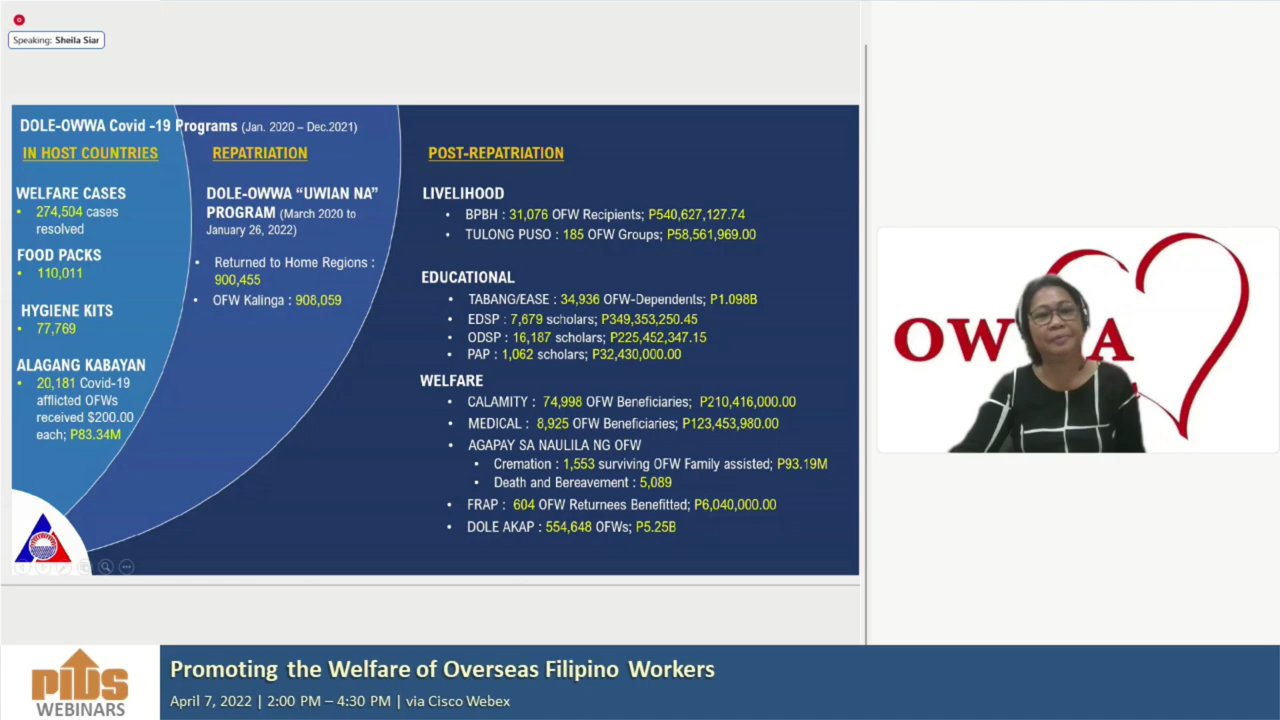 Speaking: Sheila Siar
DOLE-OWWA Covid -19 Programs (Jan. 2020 – Dec.2021)
IN HOST COUNTRIES
WELFARE CASES
• 274,504 cases
resolved
FOOD PACKS
• 110,011
HYGIENE KITS
• 77,769
ALAGANG KABAYAN
• 20,181 Covid-19
afflicted OFWs
received $200.00
each; P83.34M
REPATRIATION
DOLE-OWWA “UWIAN NA”
PROGRAM (March 2020 to
January 26, 2022)
• Returned to Home Regions :
900,455
• OFW Kalinga : 908,059
POST-REPATRIATION
LIVELIHOOD
• BPBH : 31,076 OFW Recipients; P540,627,127.74
• TULONG PUSO : 185 OFW Groups; P58,561,969.00
EDUCATIONAL
• TABANG/EASE : 34,936 OFW-Dependents; P1.098B
• EDSP : 7,679 scholars; P349,353,250.45
• ODSP : 16,187 scholars; P225,452,347.15
• PAP : 1,062 scholars; P32,430,000.00
WELFARE
• CALAMITY : 74,998 OFW Beneficiaries; P210,416,000.00
• MEDICAL : 8,925 OFW Beneficiaries; P123,453,980.00
• AGAPAY SA NAULILA NG OFW
• Cremation : 1,553 surviving OFW Family assisted; P93.19M
• Death and Bereavement : 5,089
• FRAP : 604 OFW Returnees Benefitted; P6,040,000.00
• DOLE AKAP : 554,648 OFWs; P5.25B
OW A
PIDS
WEBINARS
Promoting the Welfare of Overseas Filipino Workers
April 7, 2022 | 2:00 PM – 4:30 PM | via Cisco Webex